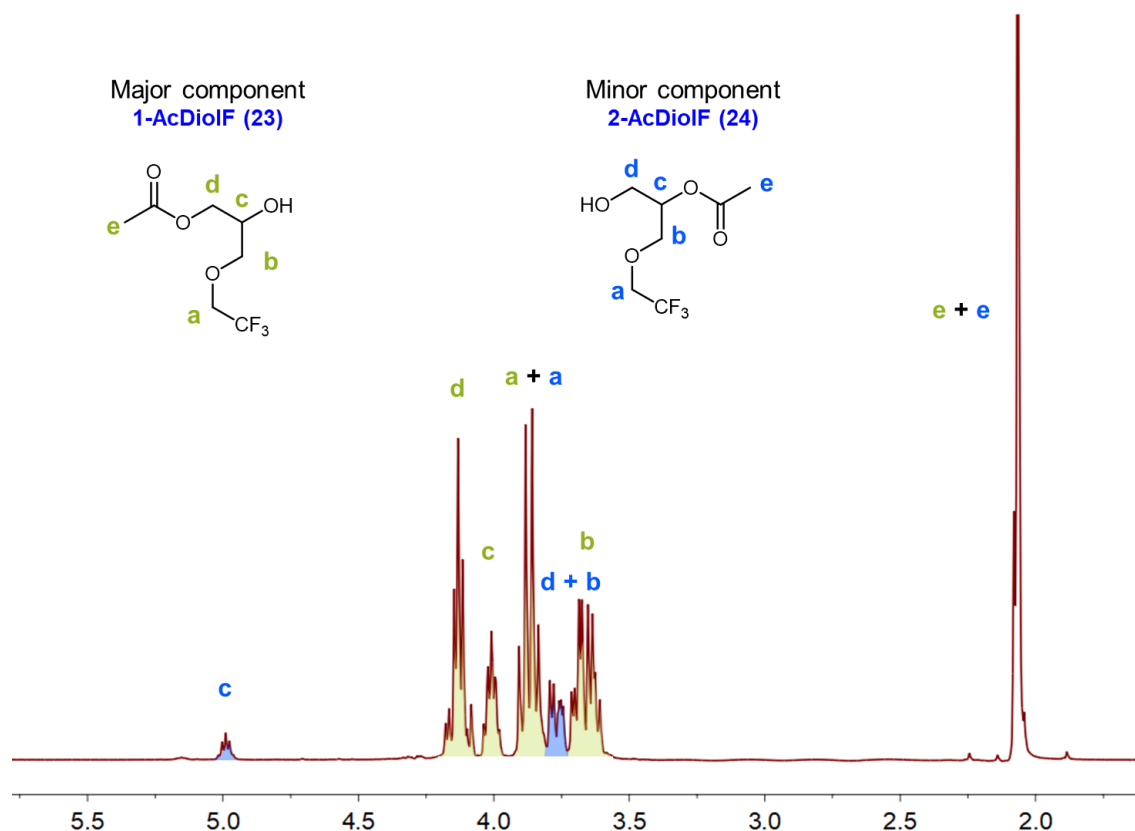 Major component
1-AcDiolF (23)
Minor component
2-AcDiolF (24)
O
d
c
OH
e
O
b
O
a
CF3
d
c
O
e
HO
O
b
O
a
CF3
e + e
a + a
d
c
b
d + b
c
5.5 5.0 4.5 4.0 3.5 3.0 2.5 2.0